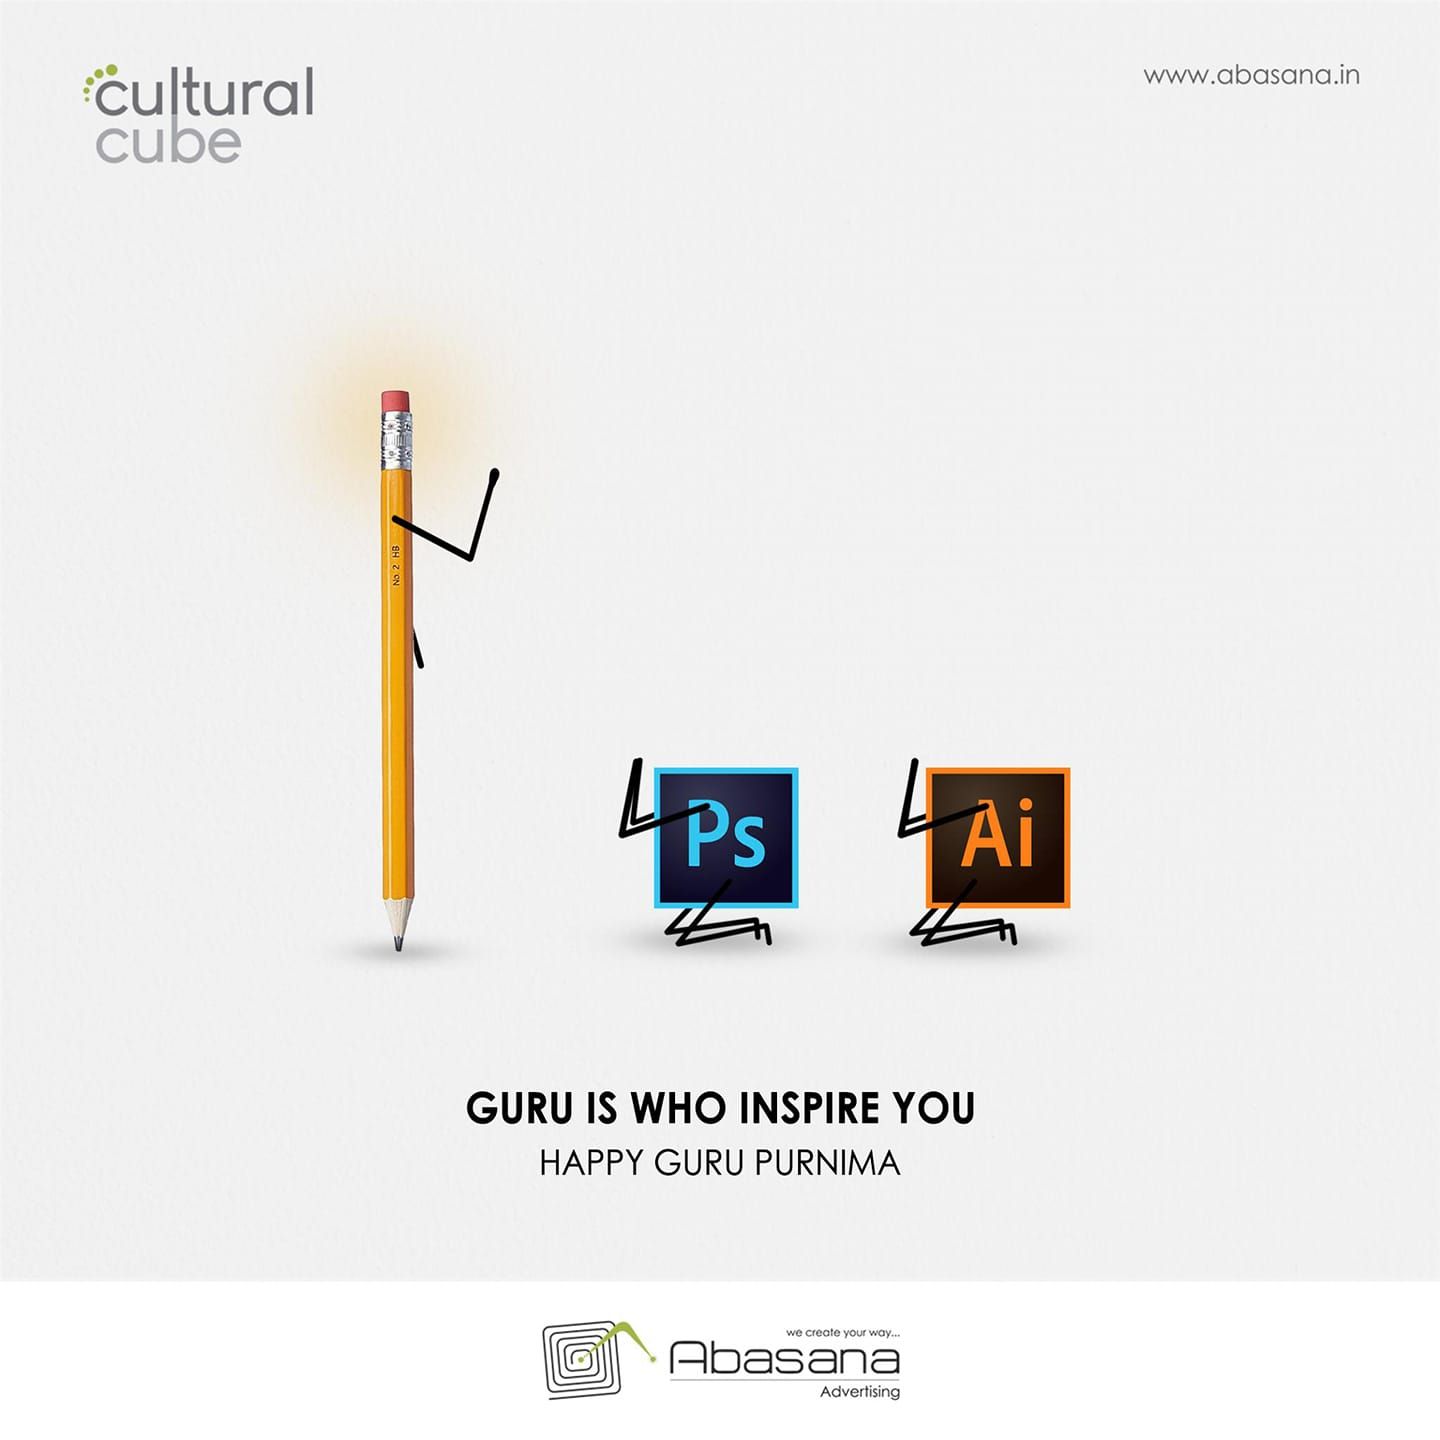 cultural
cube
www.abasana.in
No. 2 HB
Ps
Ai
GURU IS WHO INSPIRE YOU
HAPPY GURU PURNIMA
we create your way...
Abasana
Advertising